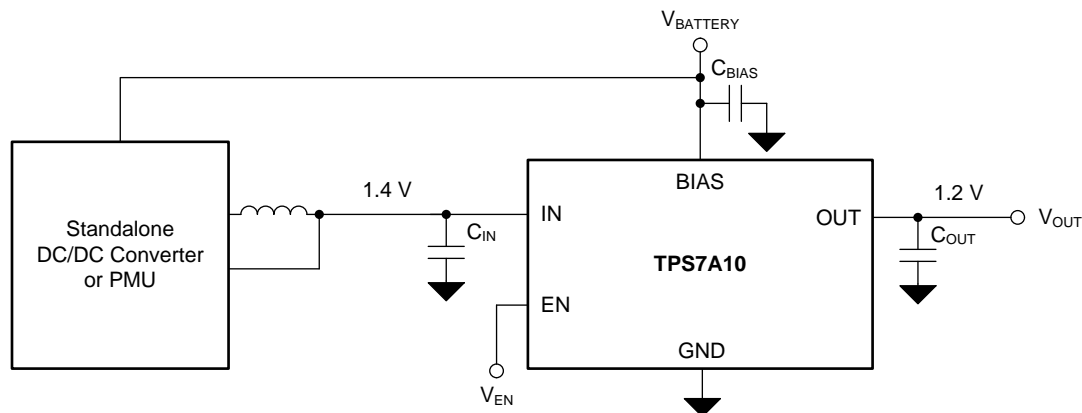 VBATTERY
CBIAS
Standalone
DC/DC Converter
or PMU
1.4 V
CIN
IN
BIAS
OUT
TPS7A10
EN
GND
VEN
1.2 V
COUT
VOUT